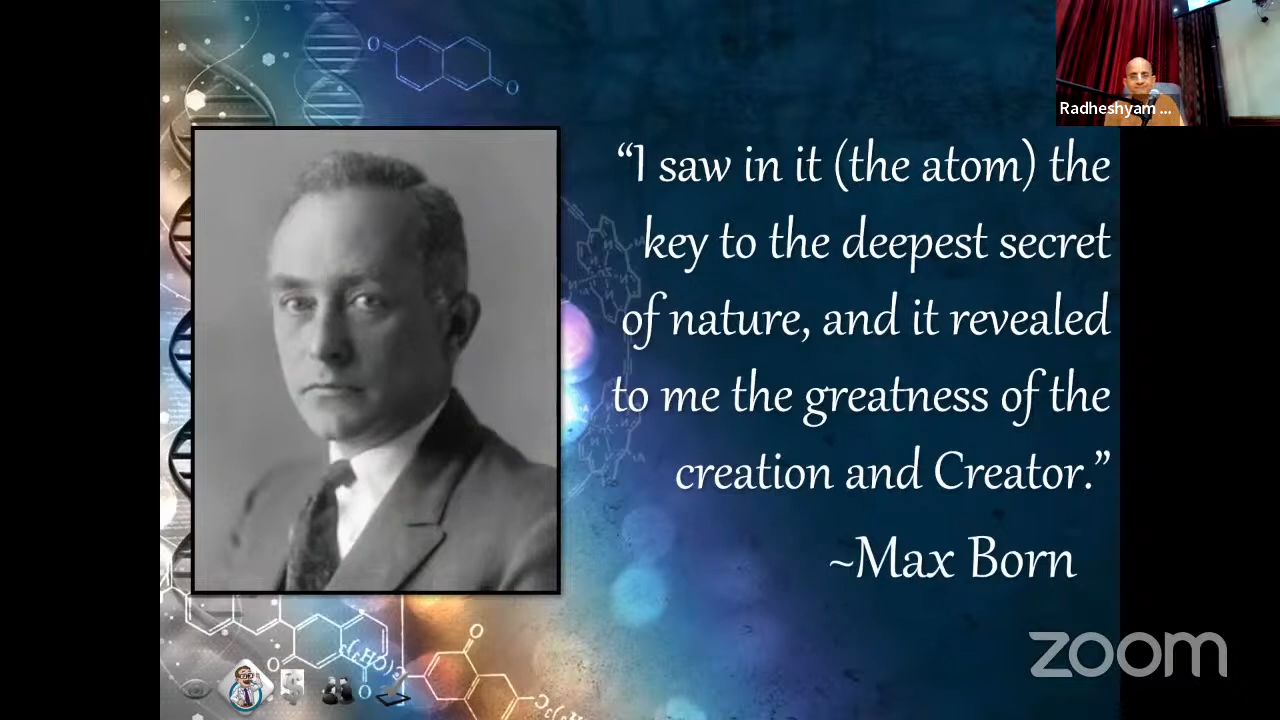 Radheshyam ...
“I saw in it (the atom) the
key to the deepest secret
of nature, and it revealed
to me the greatness of the
creation and Creator.”
~Max Born
zoom
O
O
O
O
O